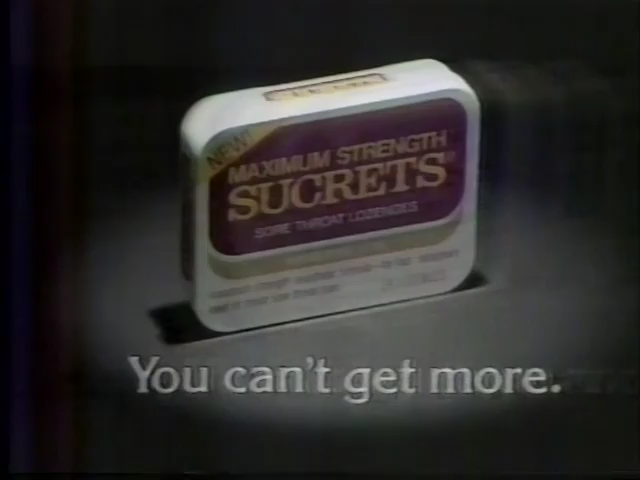 NEW!
MAXIMUM STRENGTH
SUCRETS®
SORE THROAT LOZENGES
You can't get more.